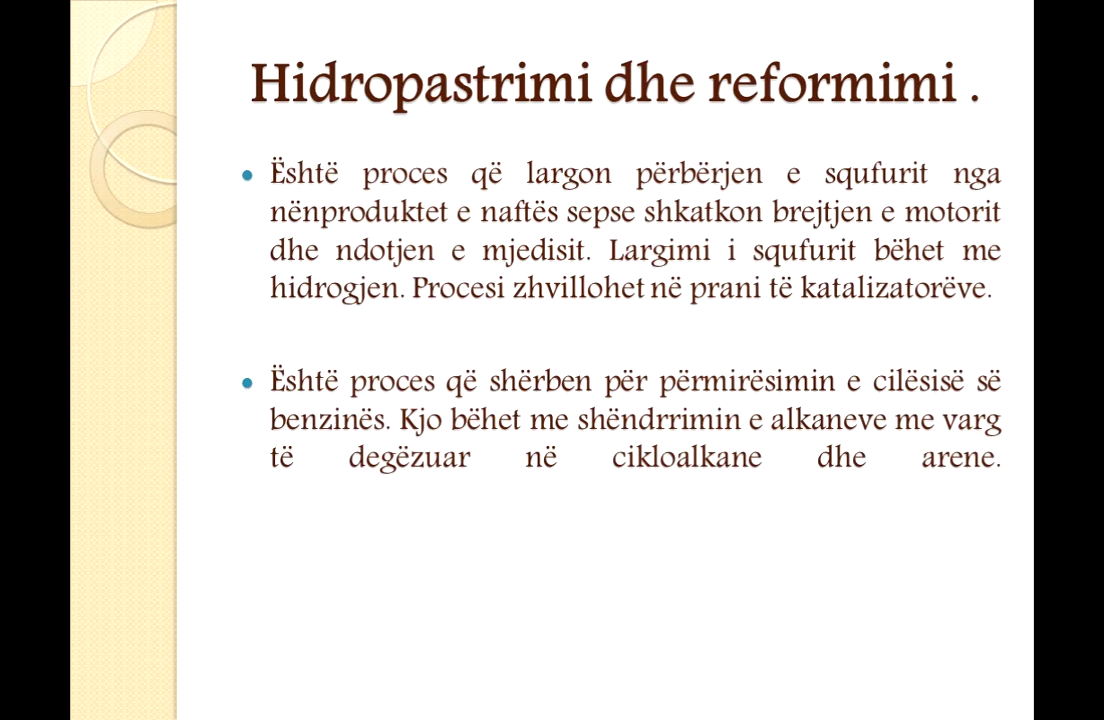 Hidropastrimi dhe reformimi .
• Është proces që largon përbërjen e squfurit nga
nënproduktet e naftës sepse shkatkon brejtjen e motorit
dhe ndotjen e mjedisit. Largimi i squfurit bëhet me
hidrogjen. Procesi zhvillohet në prani të katalizatorëve.
• Është proces që shërben për përmirësimin e cilësisë së
benzinës. Kjo bëhet me shëndrrimin e alkaneve me varg
të degëzuar në cikloalkane dhe arene.